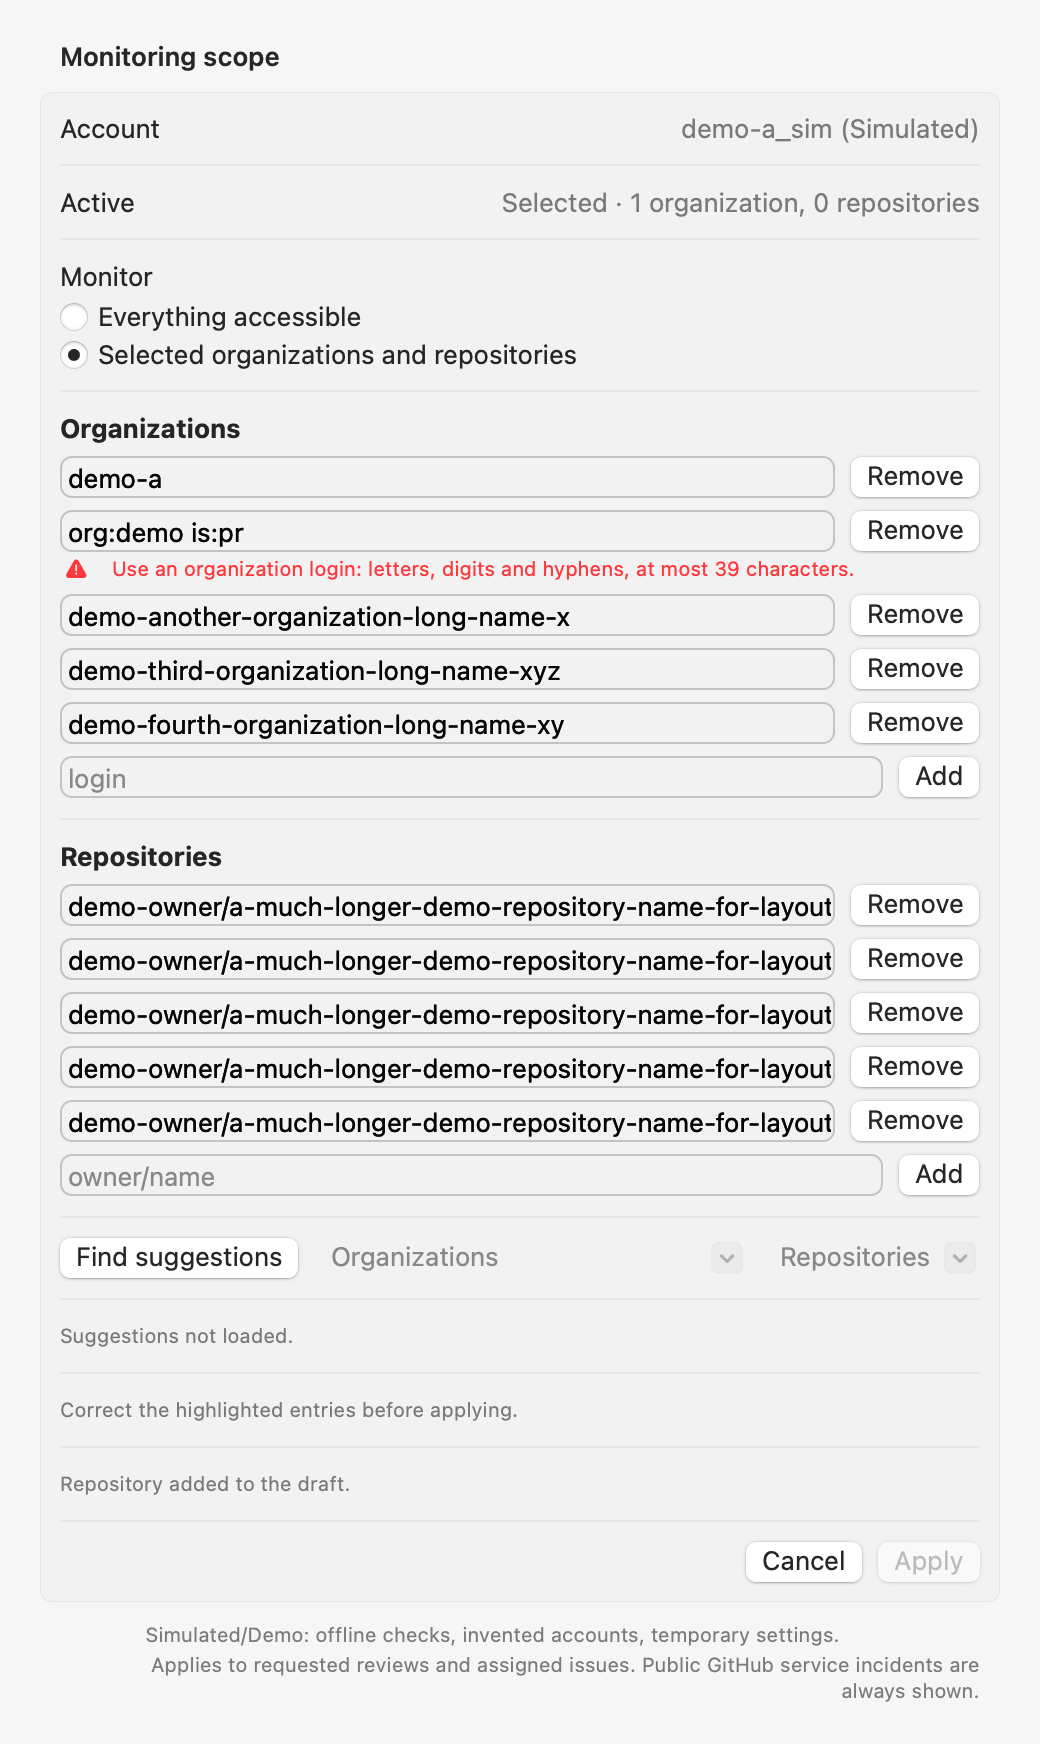 Monitoring scope
Account
demo-a_sim (Simulated)
Active
Selected · 1 organization, 0 repositories
Monitor
Everything accessible
Selected organizations and repositories
Organizations
demo-a
Remove
org:demo is:pr
Remove
Use an organization login: letters, digits and hyphens, at most 39 characters.
demo-another-organization-long-name-x
Remove
demo-third-organization-long-name-xyz
Remove
demo-fourth-organization-long-name-xy
Remove
login
Add
Repositories
demo-owner/a-much-longer-demo-repository-name-for-layout
Remove
demo-owner/a-much-longer-demo-repository-name-for-layout
Remove
demo-owner/a-much-longer-demo-repository-name-for-layout
Remove
demo-owner/a-much-longer-demo-repository-name-for-layout
Remove
demo-owner/a-much-longer-demo-repository-name-for-layout
Remove
owner/name
Add
Find suggestions
Organizations
Repositories
Suggestions not loaded.
Correct the highlighted entries before applying.
Repository added to the draft.
Cancel
Apply
Simulated/Demo: offline checks, invented accounts, temporary settings.
Applies to requested reviews and assigned issues. Public GitHub service incidents are
always shown.